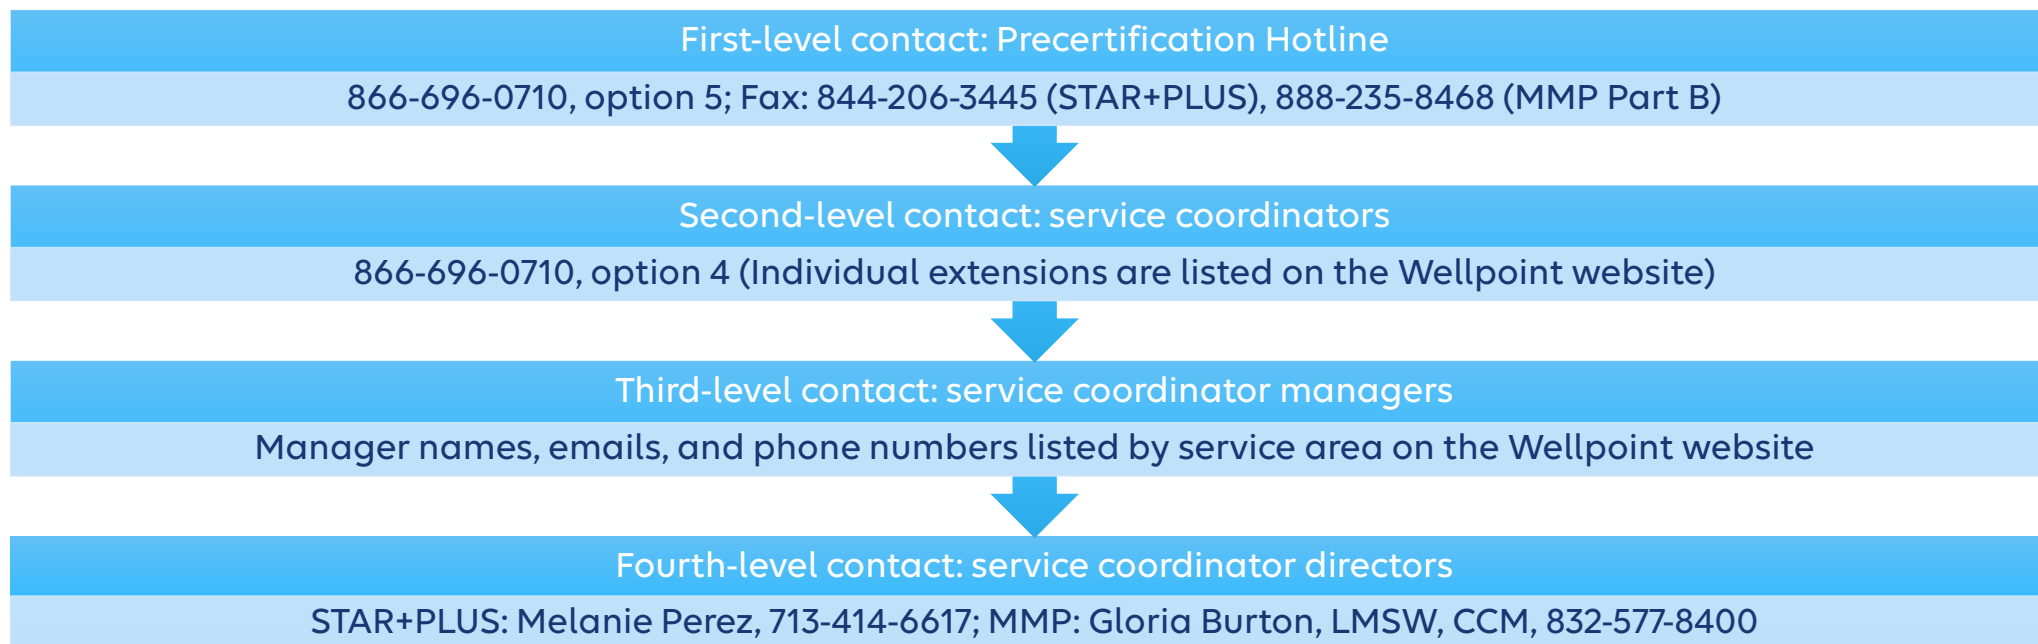 First-level contact: Precertification Hotline
866-696-0710, option 5; Fax: 844-206-3445 (STAR+PLUS), 888-235-8468 (MMP Part B)
Second-level contact: service coordinators
866-696-0710, option 4 (Individual extensions are listed on the Wellpoint website)
Third-level contact: service coordinator managers
Manager names, emails, and phone numbers listed by service area on the Wellpoint website
Fourth-level contact: service coordinator directors
STAR+PLUS: Melanie Perez, 713-414-6617; MMP: Gloria Burton, LMSW, CCM, 832-577-8400